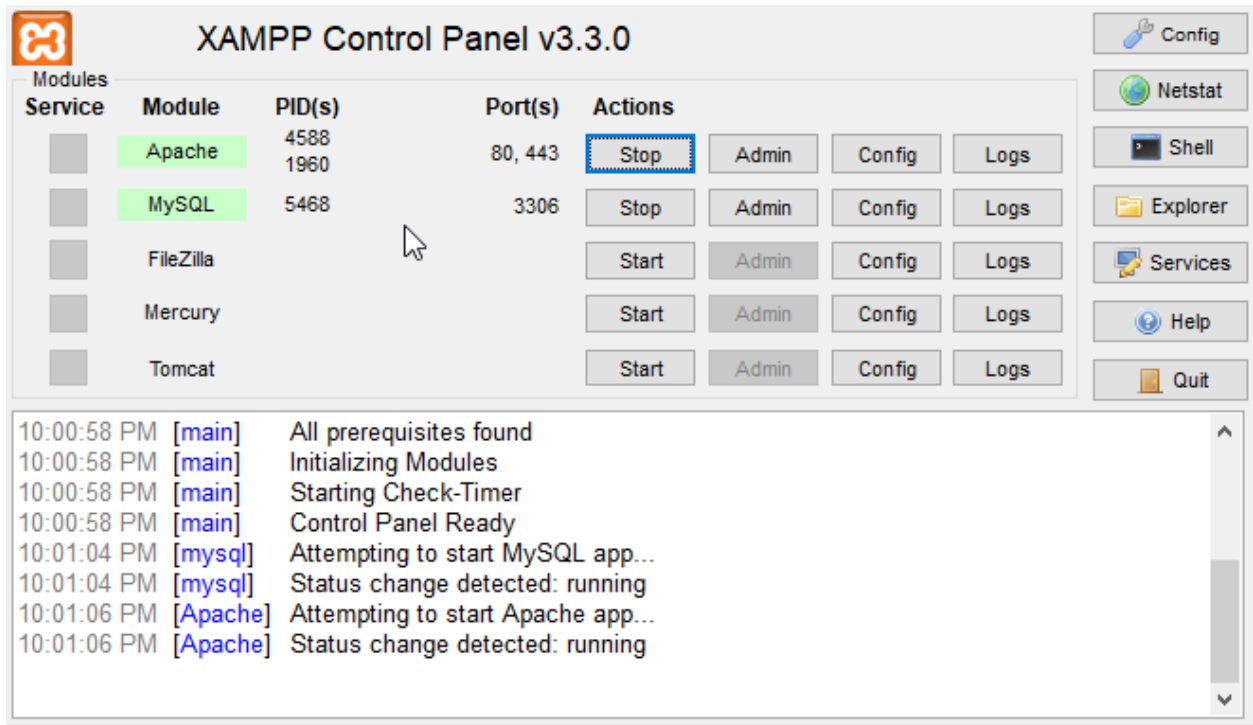 XAMPP Control Panel v3.3.0
Config
Modules
Netstat
Service Module PID(s) Port(s) Actions
Apache 4588 1960 80, 443 Stop Admin Config Logs
Shell
MySQL 5468 3306 Stop Admin Config Logs
Explorer
FileZilla Start Admin Config Logs
Services
Mercury Start Admin Config Logs
Help
Tomcat Start Admin Config Logs
Quit
10:00:58 PM [main] All prerequisites found
10:00:58 PM [main] Initializing Modules
10:00:58 PM [main] Starting Check-Timer
10:00:58 PM [main] Control Panel Ready
10:01:04 PM [mysql] Attempting to start MySQL app...
10:01:04 PM [mysql] Status change detected: running
10:01:06 PM [Apache] Attempting to start Apache app...
10:01:06 PM [Apache] Status change detected: running